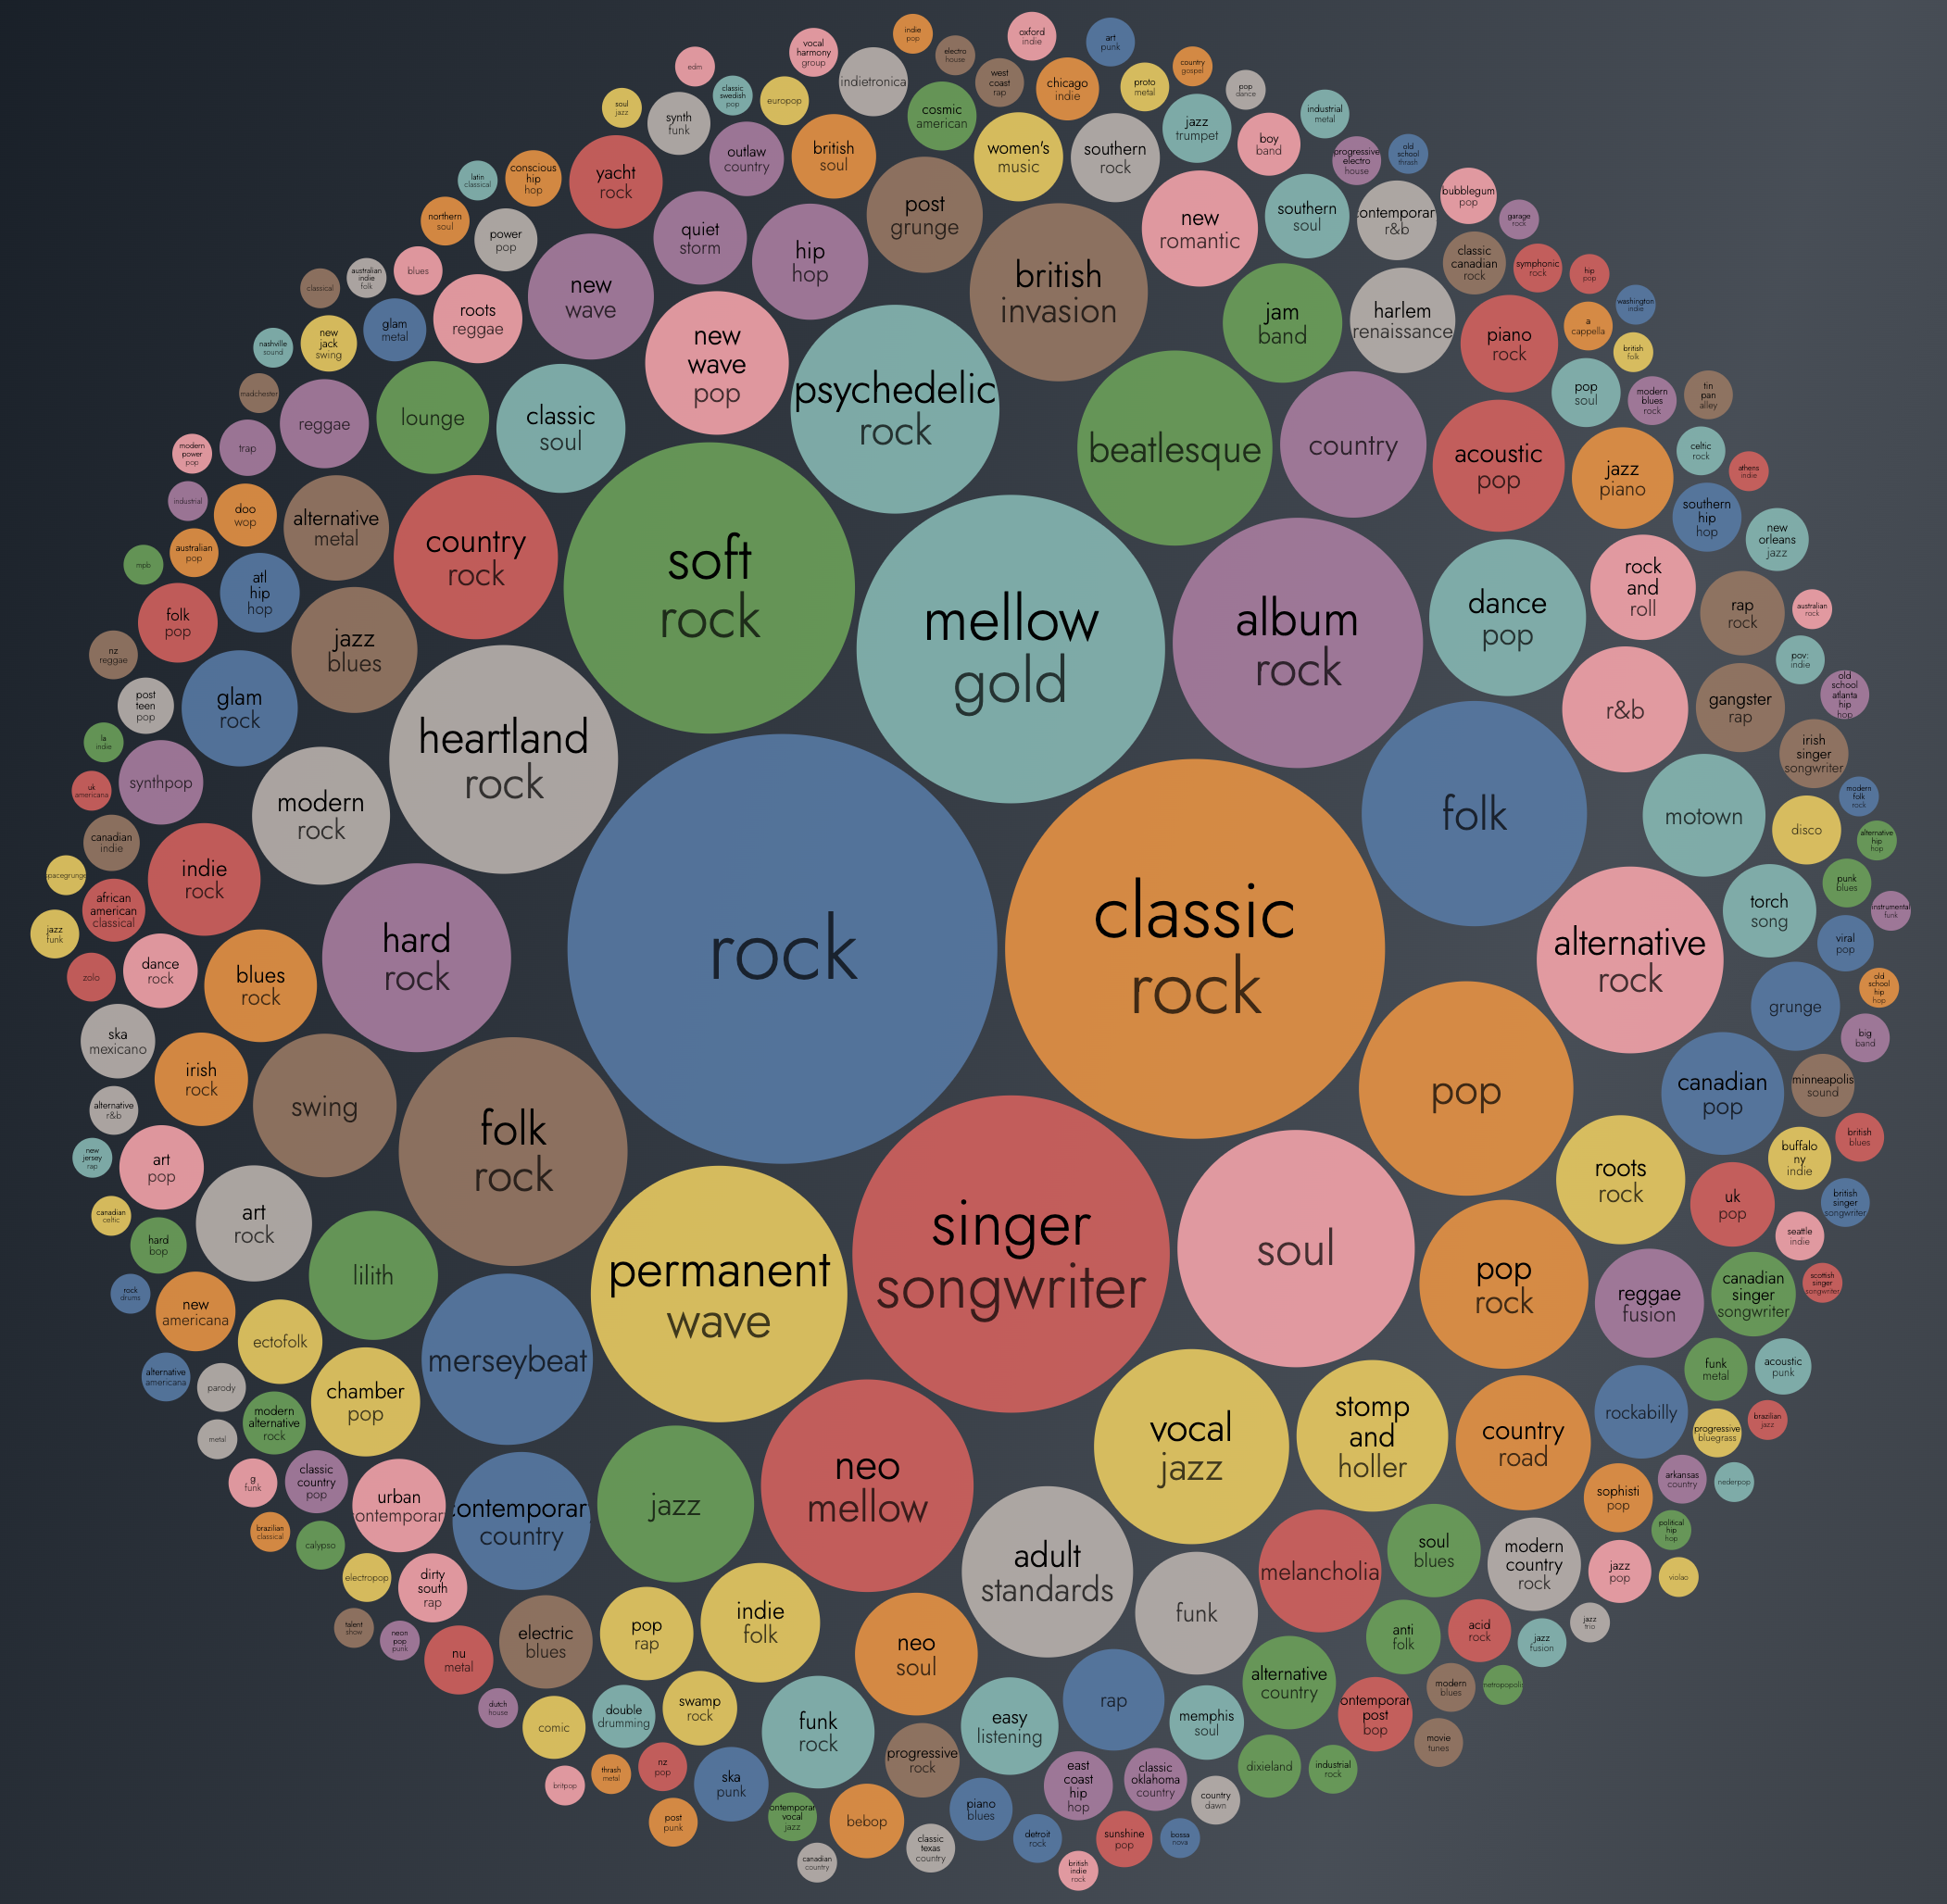 indie
pop
oxford
indie
art
punk
vocal
harmony
group
electro
house
edm
indietronica
west
coast
rap
chicago
indie
country
gospel
proto
metal
pop
dance
soul
jazz
classic
swedish
pop
europop
synth
funk
cosmic
american
jazz
trumpet
industrial
metal
boy
band
outlaw
country
british
soul
women's
music
southern
rock
progressive
electro
house
old
school
thrash
latin
classical
conscious
hip
hop
yacht
rock
bubblegum
pop
northern
soul
power
pop
quiet
storm
post
grunge
new
romantic
southern
soul
ontemporar
r&b
garage
rock
hip
hop
classic
canadian
rock
symphonic
rock
hip
pop
classical
australian
indie
folk
blues
new
wave
british
invasion
washington
indie
roots
reggae
jam
band
harlem
renaissance
piano
rock
a
cappella
nashville
sound
new
jack
swing
glam
metal
new
wave
pop
british
folk
madchester
reggae
lounge
classic
soul
psychedelic
rock
beatlesque
country
pop
soul
modern
blues
rock
tin
pan
alley
modern
power
pop
trap
acoustic
pop
jazz
piano
celtic
rock
athens
indie
industrial
doo
wop
alternative
metal
country
rock
soft
rock
southern
hip
hop
new
orleans
jazz
mpb
australian
pop
atl
hip
hop
mellow
gold
album
rock
dance
pop
rock
and
roll
rap
rock
australian
rock
folk
pop
jazz
blues
nz
reggae
pov:
indie
post
teen
pop
glam
rock
heartland
rock
r&b
gangster
rap
old
school
atlanta
hip
hop
la
indie
synthpop
modern
rock
folk
motown
irish
singer
songwriter
uk
americana
modern
folk
rock
disco
alternative
hip
hop
canadian
indie
indie
rock
spacegrunge
african
american
classical
hard
rock
rock
classic
rock
alternative
rock
torch
song
punk
blues
instrumental
funk
jazz
funk
viral
pop
zolo
dance
rock
blues
rock
grunge
old
school
hip
hop
ska
mexicano
big
band
irish
rock
swing
folk
rock
pop
canadian
pop
minneapolis
sound
alternative
r&b
british
blues
new
jersey
rap
art
pop
buffalo
ny
indie
roots
rock
uk
pop
british
singer
songwriter
canadian
celtic
hard
bop
art
rock
singer
songwriter
soul
seattle
indie
rock
drums
new
americana
lilith
permanent
wave
pop
rock
reggae
fusion
canadian
singer
songwriter
scottish
singer
songwriter
ectofolk
merseybeat
alternative
americana
parody
chamber
pop
funk
metal
acoustic
punk
metal
modern
alternative
rock
vocal
jazz
stomp
and
holler
country
road
rockabilly
progressive
bluegrass
brazilian
jazz
g
funk
classic
country
pop
urban
ontemporar
ontemporar
country
jazz
neo
mellow
sophisti
pop
arkansas
country
nederpop
brazilian
classical
calypso
adult
standards
melancholia
soul
blues
modern
country
rock
political
hip
hop
electropop
dirty
south
rap
jazz
pop
violao
talent
show
neon
pop
punk
nu
metal
electric
blues
pop
rap
indie
folk
neo
soul
funk
anti
folk
acid
rock
jazz
fusion
jazz
trio
dutch
house
comic
double
drumming
swamp
rock
funk
rock
easy
listening
rap
memphis
soul
alternative
country
ontemporar
post
bop
modern
blues
metropopolis
movie
tunes
britpop
thrash
metal
nz
pop
ska
punk
progressive
rock
east
coast
hip
hop
classic
oklahoma
country
dixieland
industrial
rock
post
punk
ontemporar
vocal
jazz
bebop
piano
blues
country
dawn
canadian
country
classic
texas
country
detroit
rock
sunshine
pop
bossa
nova
british
indie
rock